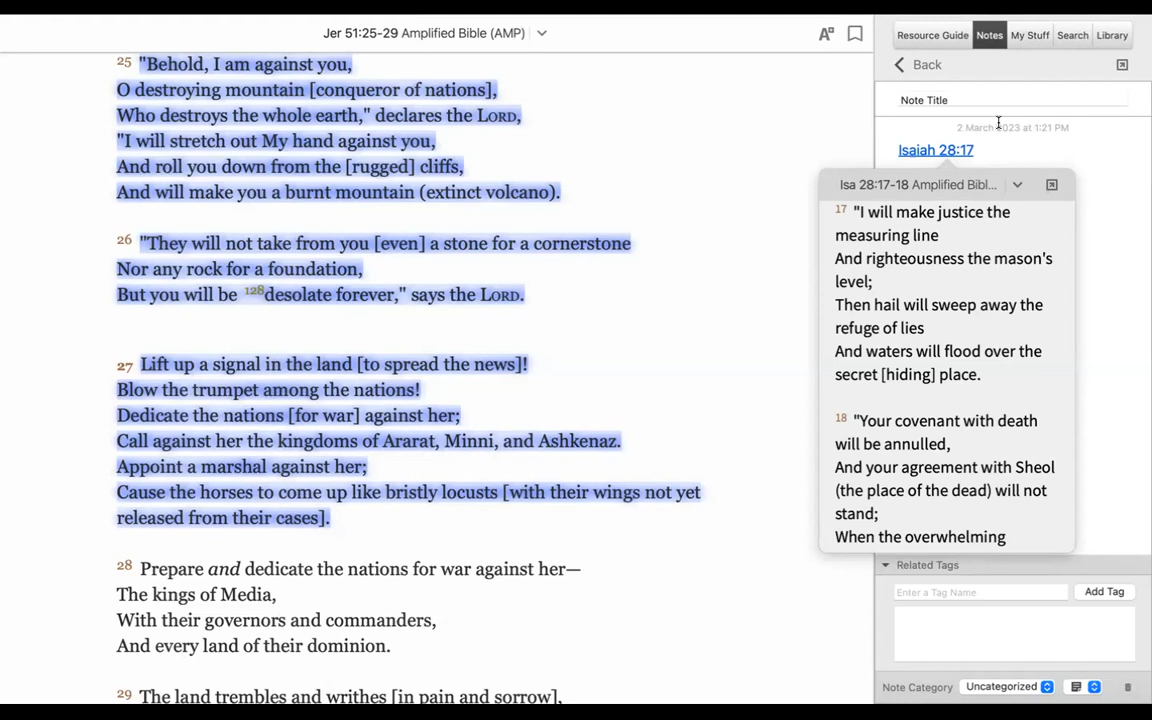 Jer 51:25-29 Amplified Bible (AMP)
25 "Behold, I am against you,
O destroying mountain [conqueror of nations],
Who destroys the whole earth," declares the LORD,
"I will stretch out My hand against you,
And roll you down from the [rugged] cliffs,
And will make you a burnt mountain (extinct volcano).
26 "They will not take from you [even] a stone for a cornerstone
Nor any rock for a foundation,
But you will be 128desolate forever," says the LORD.
27 Lift up a signal in the land [to spread the news]!
Blow the trumpet among the nations!
Dedicate the nations [for war] against her;
Call against her the kingdoms of Ararat, Minni, and Ashkenaz.
Appoint a marshal against her;
Cause the horses to come up like bristly locusts [with their wings not yet
released from their cases].
28 Prepare and dedicate the nations for war against her—
The kings of Media,
With their governors and commanders,
And every land of their dominion.
29 The land trembles and writhes [in pain and sorrow],
Resource Guide Notes My Stuff Search Library
Back
Note Title
2 March 2023 at 1:21 PM
Isaiah 28:17
Isa 28:17-18 Amplified Bibl...
17 "I will make justice the
measuring line
And righteousness the mason's
level;
Then hail will sweep away the
refuge of lies
And waters will flood over the
secret [hiding] place.
18 "Your covenant with death
will be annulled,
And your agreement with Sheol
(the place of the dead) will not
stand;
When the overwhelming
Related Tags
Enter a Tag Name Add Tag
Note Category Uncategorized